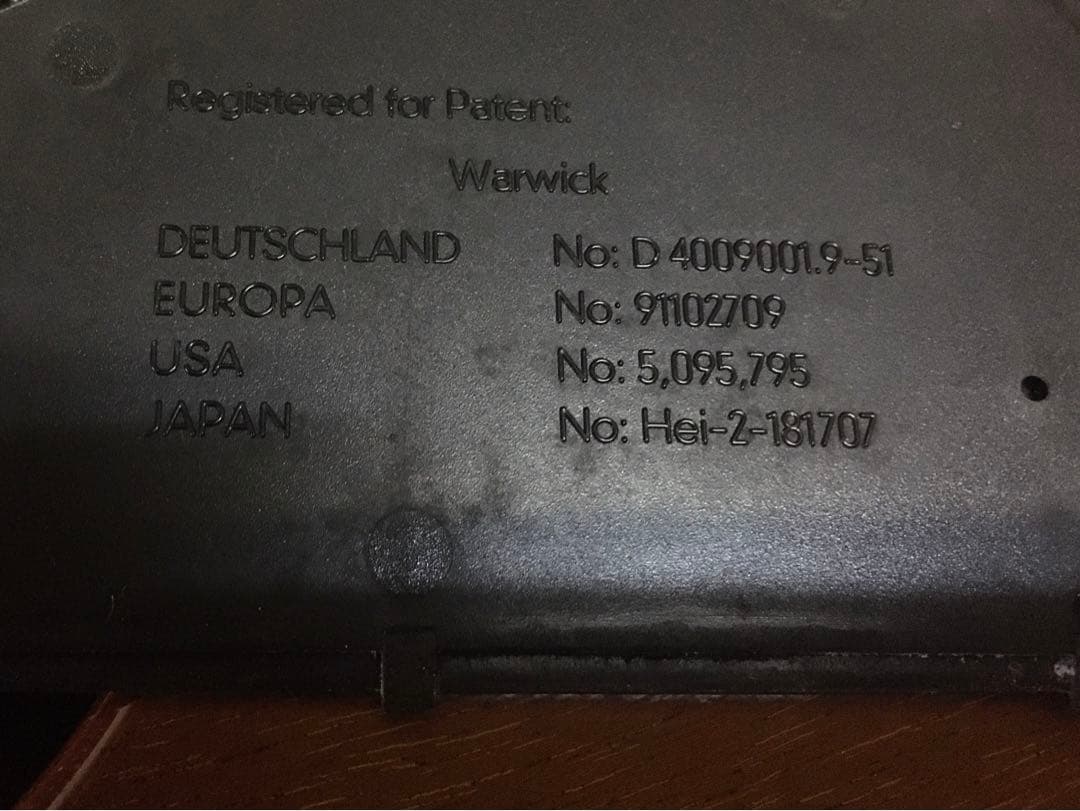 Registered for Patent:
Warwick
DEUTSCHLAND No: D 4009001.9-51
EUROPA No: 91102709
USA No: 5,095,795
JAPAN No: Hei-2-181707